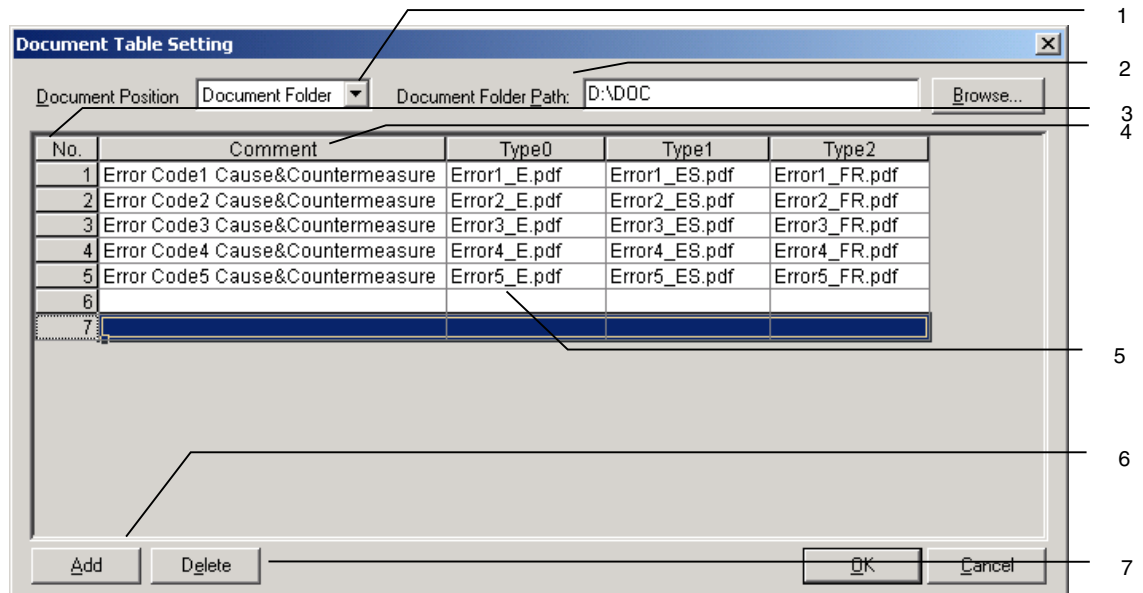 1
Document Table Setting
2
Document Position Document Folder Document Folder Path: D:\DOC Browse...
3
4
No. Comment Type0 Type1 Type2
1 Error Code1 Cause&Countermeasure Error1_E.pdf Error1_ES.pdf Error1_FR.pdf
2 Error Code2 Cause&Countermeasure Error2_E.pdf Error2_ES.pdf Error2_FR.pdf
3 Error Code3 Cause&Countermeasure Error3_E.pdf Error3_ES.pdf Error3_FR.pdf
4 Error Code4 Cause&Countermeasure Error4_E.pdf Error4_ES.pdf Error4_FR.pdf
5 Error Code5 Cause&Countermeasure Error5_E.pdf Error5_ES.pdf Error5_FR.pdf
6
7
5
6
Add Delete OK Cancel
7